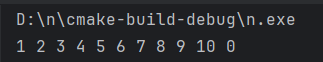 D:\n\cmake-build-debug\n.exe
1 2 3 4 5 6 7 8 9 10 0